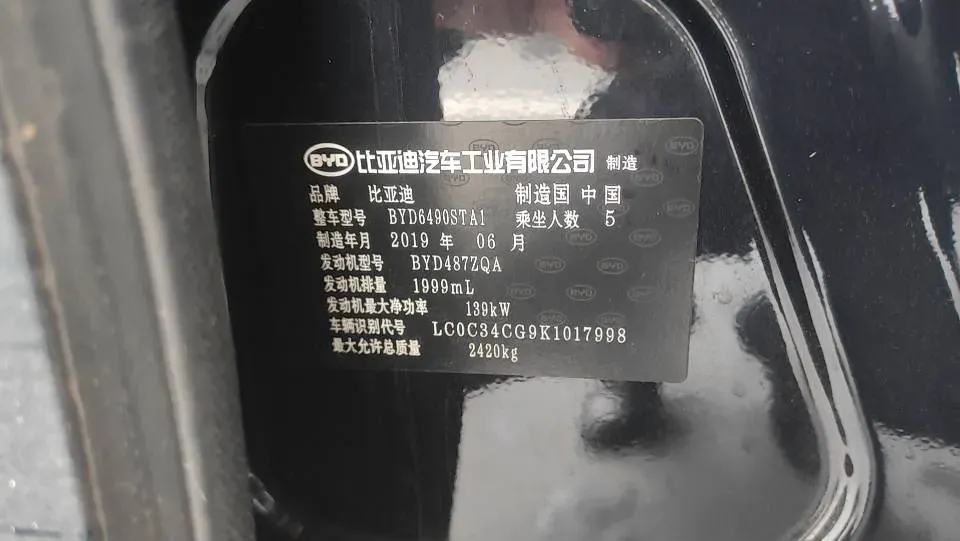 BYD 比亚迪汽车工业有限公司 制造
品牌 比亚迪 制造国 中国
整车型号 BYD6490STA1 乘坐人数 5
制造年月 2019 年 06 月
发动机型号 BYD487ZQA
发动机排量 1999mL
发动机最大净功率 139kW
车辆识别代号 LC0C34CG9K1017998
最大允许总质量 2420kg